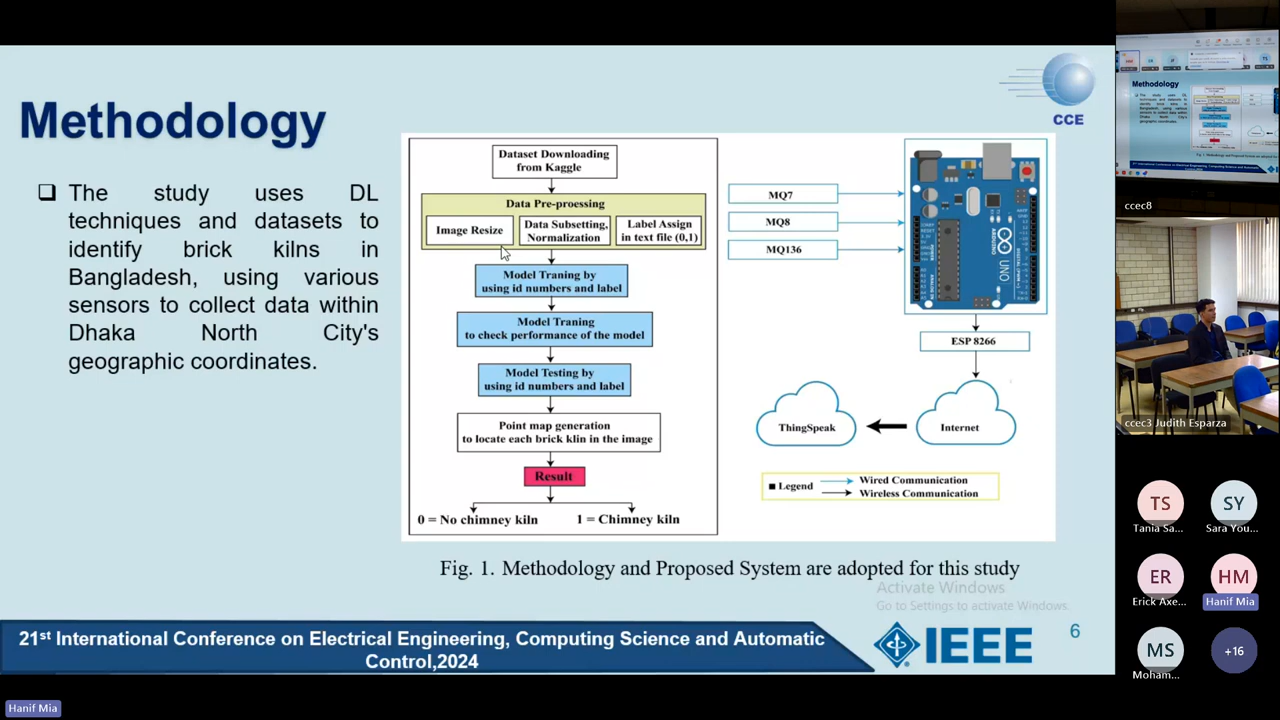 Methodology
❑ The study uses DL
techniques and datasets to
identify brick kilns in
Bangladesh, using various
sensors to collect data within
Dhaka North City's
geographic coordinates.
Dataset Downloading
from Kaggle
Data Pre-procssing
Image Resize
Data Subsetting,
Normalization
Label Assign
in text file (0,1)
Model Traning by
using id numbers and label
Model Traning
to check performance of the model
Model Testing by
using id numbers and label
Point map generation
to locate each brick klin in the image
Result
0 = No chimney kiln
1 = Chimney kiln
CCE
MQ7
MQ8
MQ136
ARDUINO
UNO
ESP 8266
ThingSpeak
Internet
Legend
Wired Communication
Wireless Communication
Fig. 1. Methodology and Proposed System are adopted for this study
Activate Windows
Go to Settings to activate Windows.
21st International Conference on Electrical Engineering, Computing Science and Automatic
Control,2024
IEEE
6
Hanif Mia
Methodology
ccec8
ccec3 Judith Esparza
TS
Tania Sa...
SY
Sara You...
ER
Erick Axe...
HM
Hanif Mia
MS
Moham...
+16